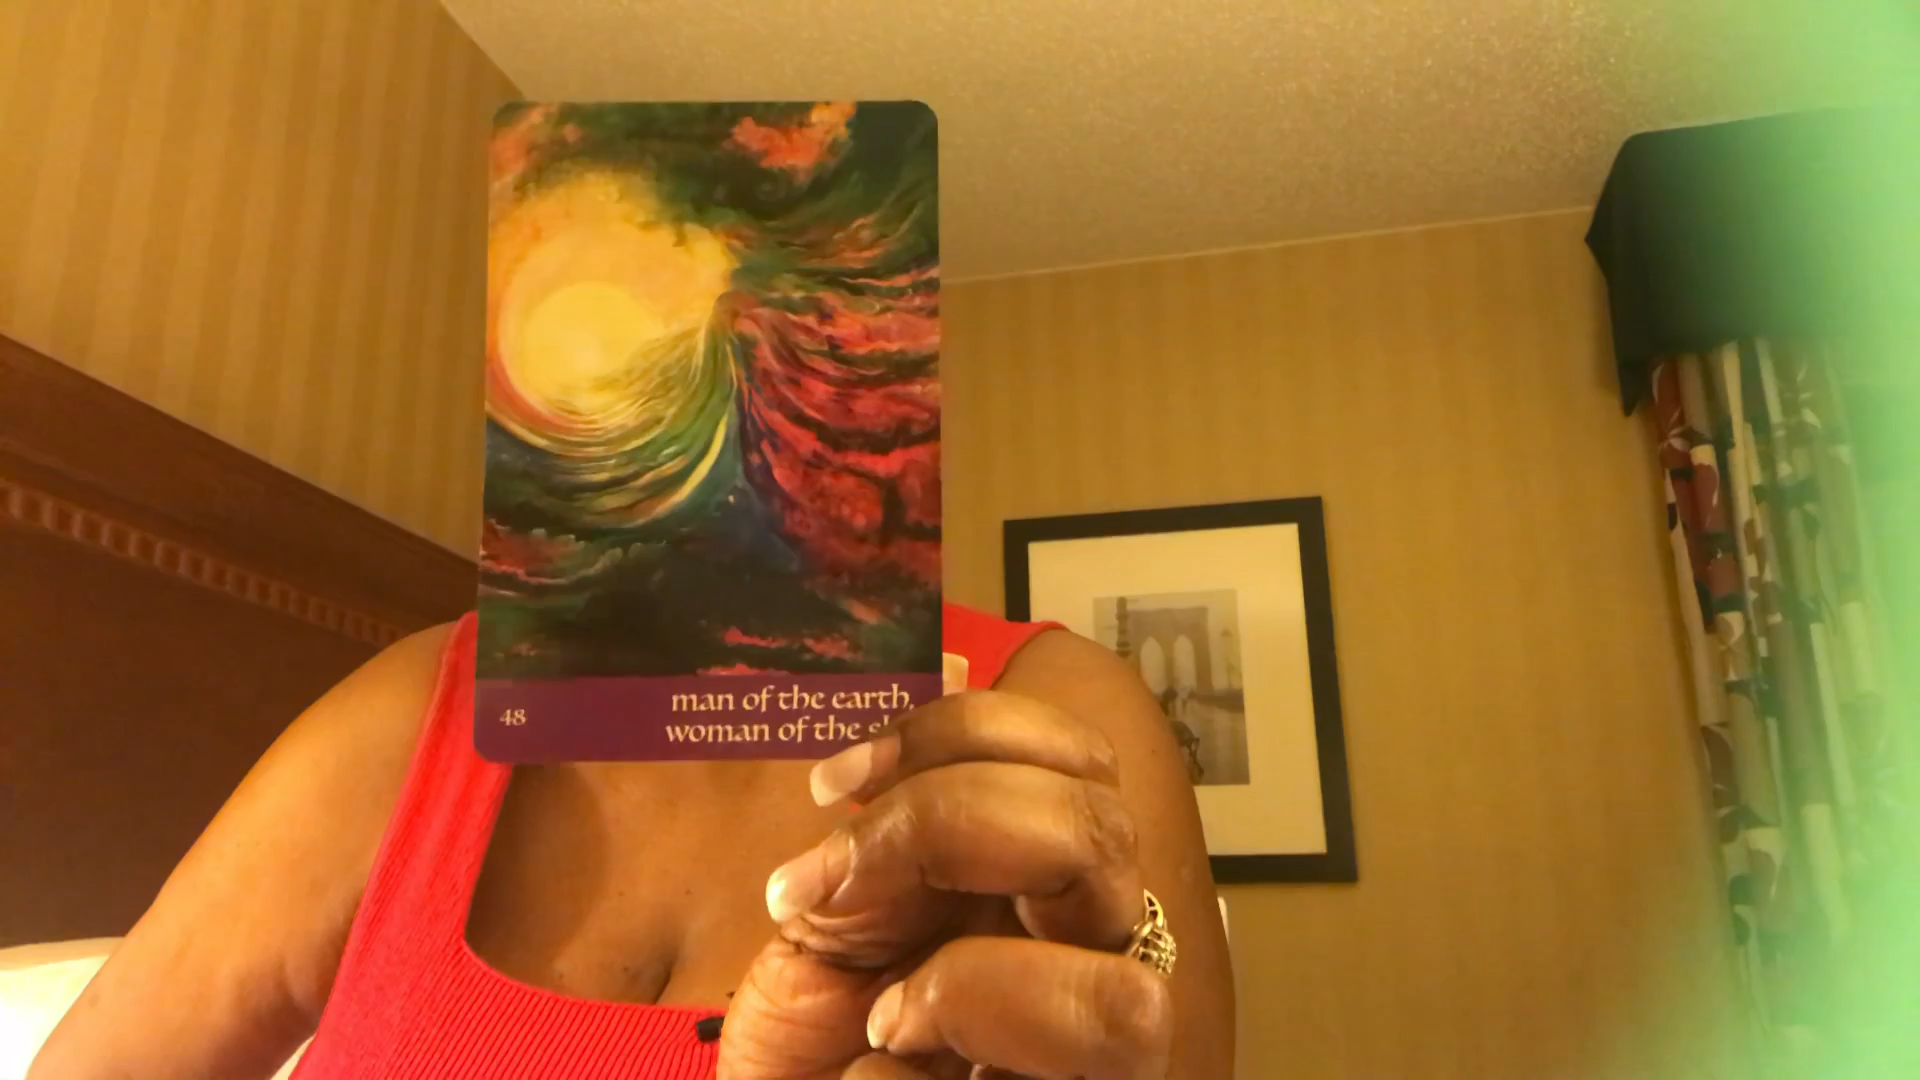 48
man of the earth,
woman of the